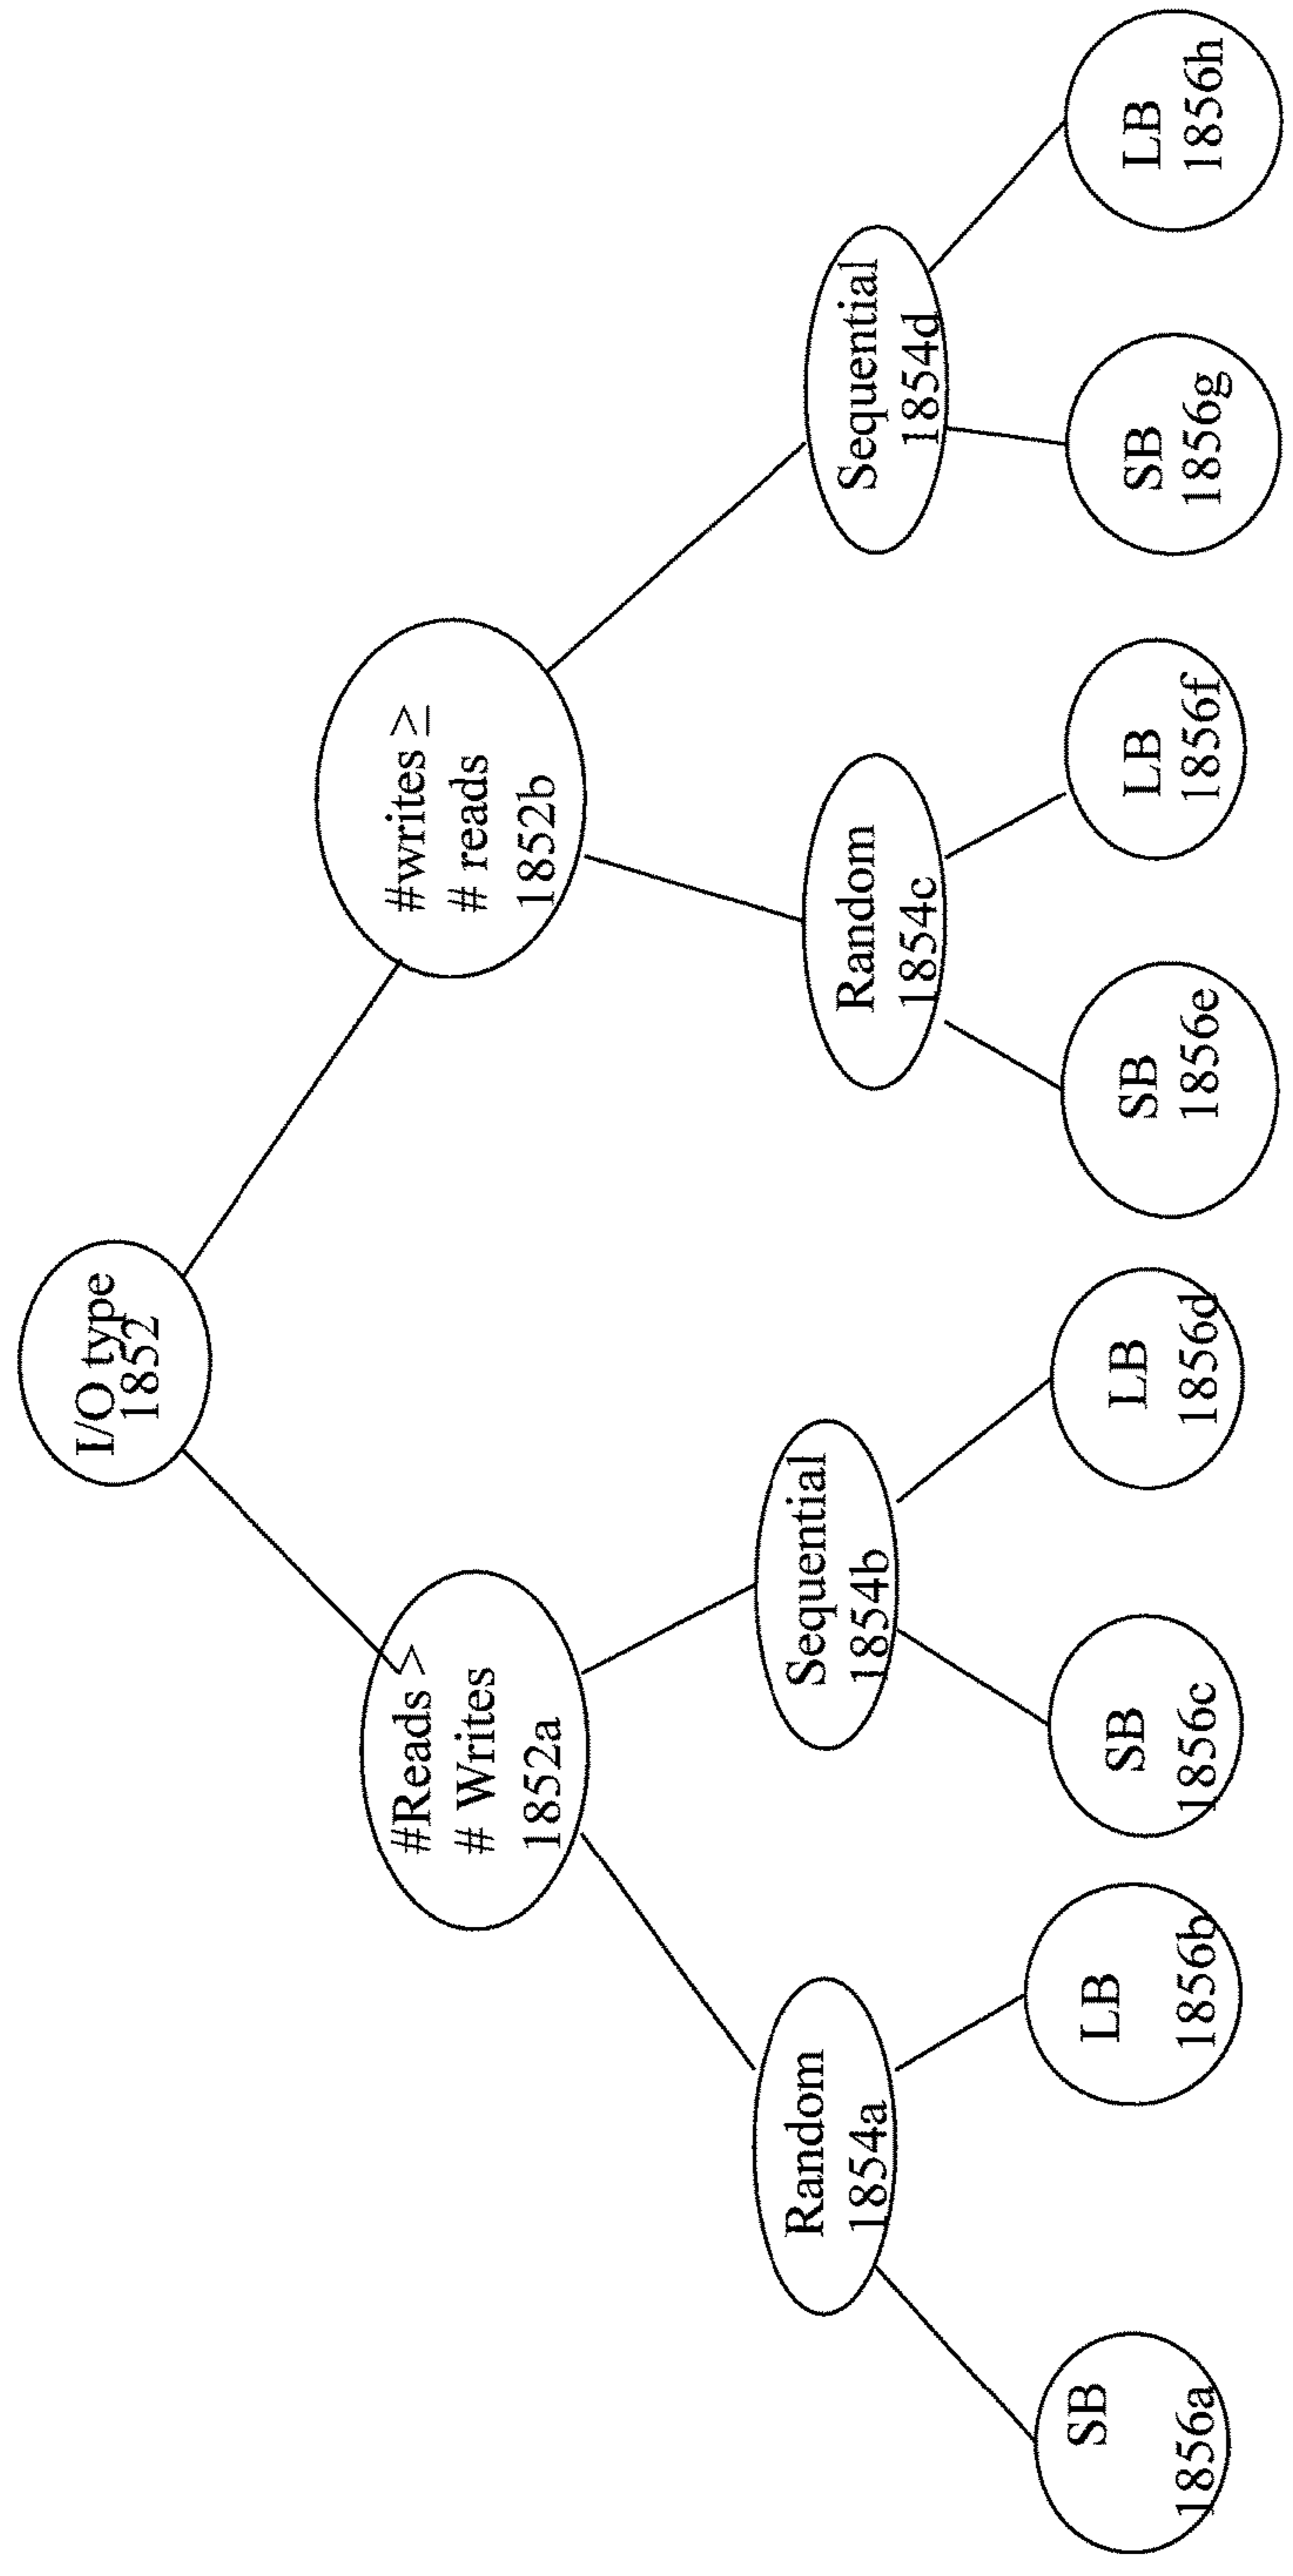 I/O type
1852
#Reads >
# Writes
1852a
#writes ≥
# reads
1852b
Random
1854a
Sequential
1854b
Random
1854c
Sequential
1854d
SB
1856a
LB
1856b
SB
1856c
LB
1856d
SB
1856e
LB
1856f
SB
1856g
LB
1856h